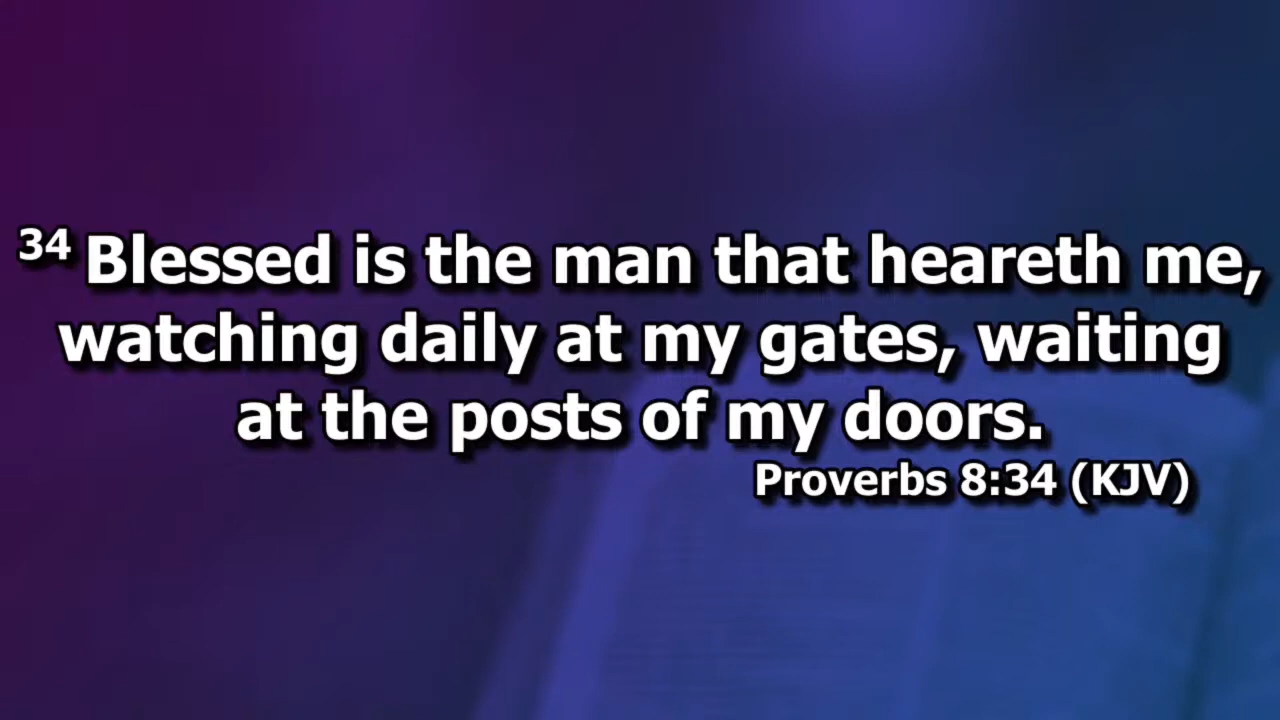 34 Blessed is the man that heareth me,
watching daily at my gates, waiting
at the posts of my doors.
Proverbs 8:34 (KJV)